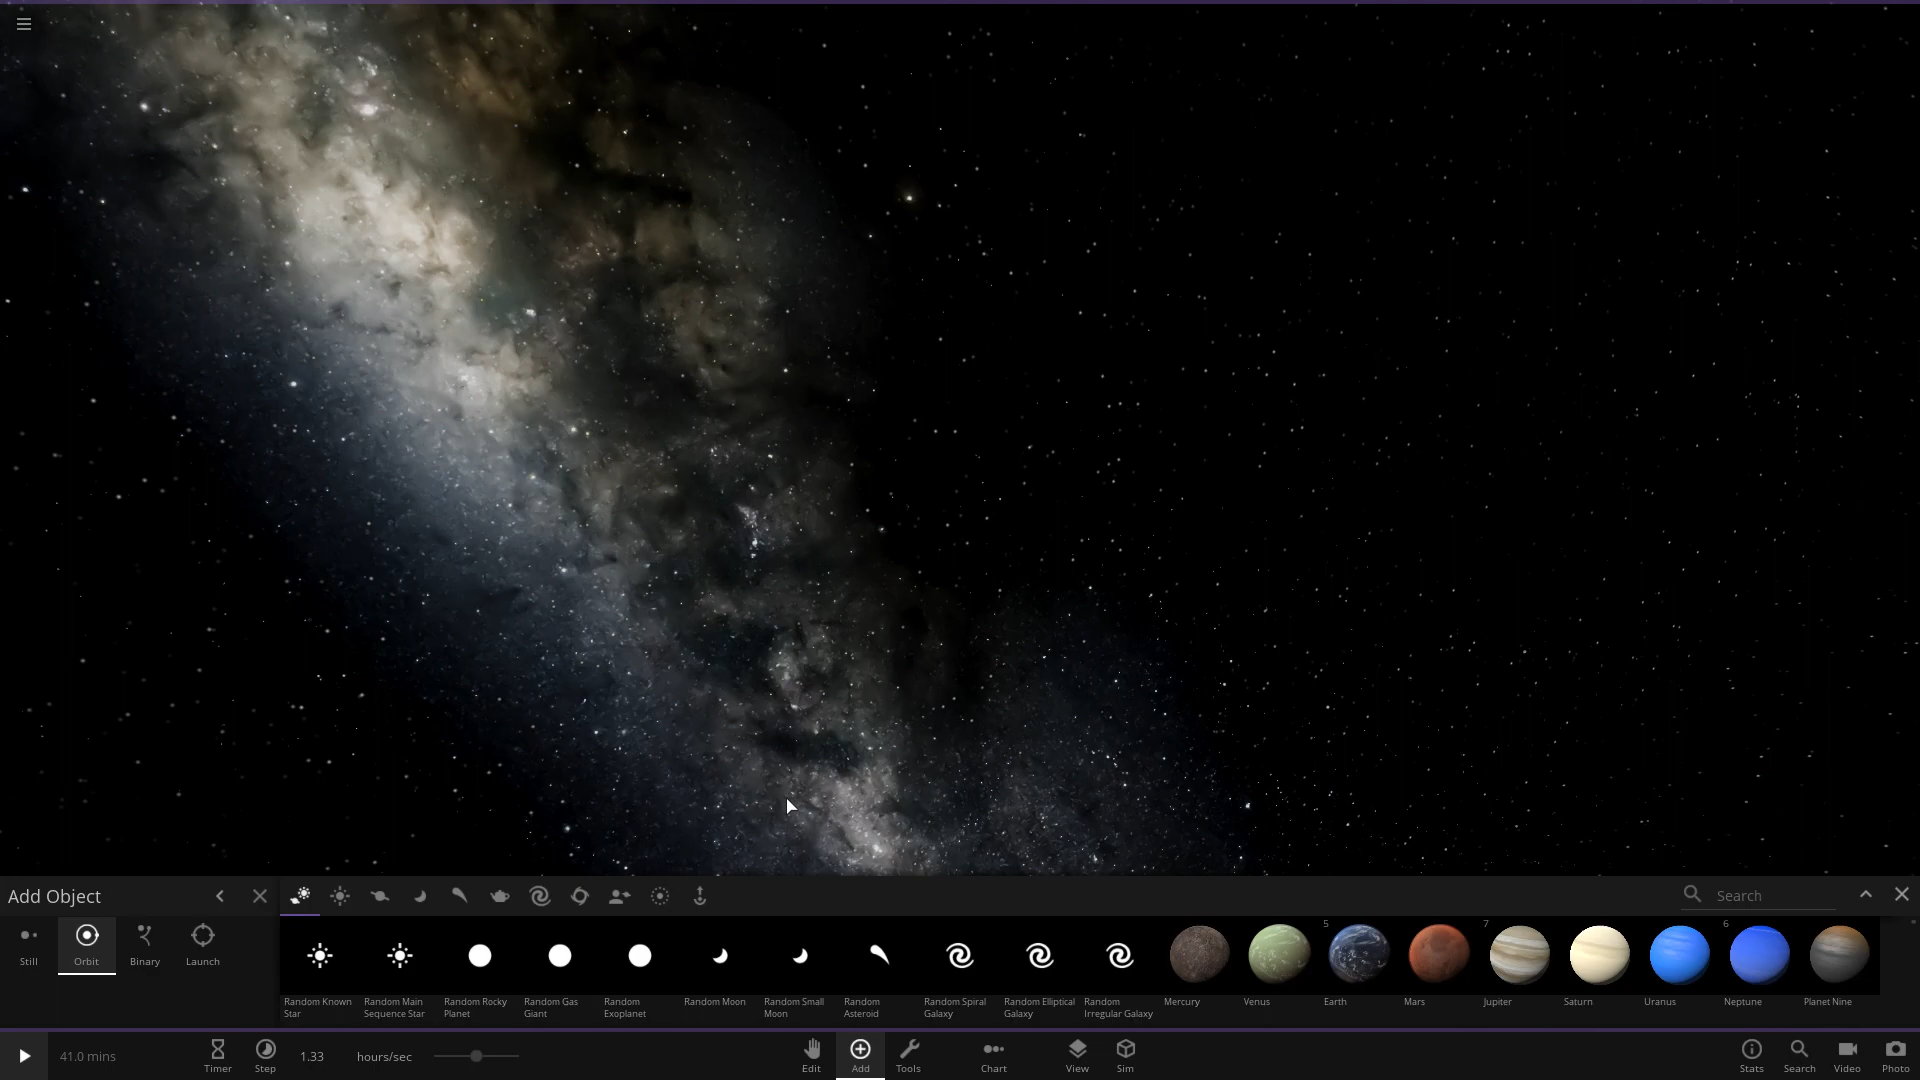 Add Object
Search
Still
Orbit
Binary
Launch
5
7
6
Random Known
Star
Random Main
Sequence Star
Random Rocky
Planet
Random Gas
Giant
Random
Exoplanet
Random Moon
Random Small
Moon
Random
Asteroid
Random Spiral
Galaxy
Random Elliptical
Galaxy
Random
Irregular Galaxy
Mercury
Venus
Earth
Mars
Jupiter
Saturn
Uranus
Neptune
Planet Nine
41.0 mins
Timer
Step
1.33
hours/sec
Edit
Add
Tools
Chart
View
Sim
Stats
Search
Video
Photo